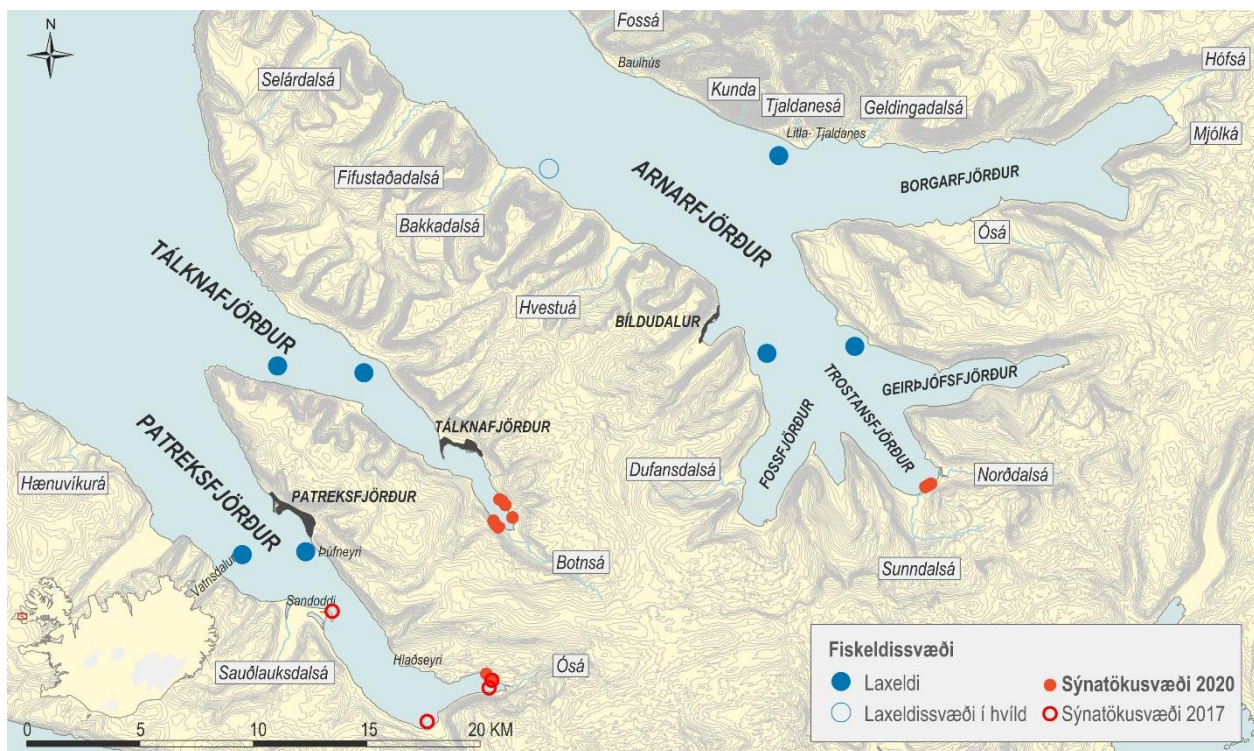 N
Fossá
Baulhús
Selárdalsá
Kunda
Tjaldanesá
Geldingadalsá
Hófsá
Litla- Tjaldanes
Mjólká
Fífustaðadalsá
ARNARFJÖRÐUR
BORGARFJÖRÐUR
Bakkadalsá
Ósá
TÁLKNAFJÖRÐUR
Hvestuá
BÍLDUDALUR
GEIRÞJÓFSFJÖRÐUR
TROSTANSFJÖRÐUR
TÁLKNAFJÖRÐUR
PATREKSFJÖRÐUR
FOSSFJÖRÐUR
Dufansdalsá
Norðdalsá
Hænuvíkurá
PATREKSFJÖRÐUR
Botnsá
Sunndalsá
Þúfneyri
Vatnsdalur
Sandoddi
Hlaðseyri
Ósá
Sauðlauksdalsá
0 5 10 15 20 KM
Fiskeldissvæði
Laxeldi
Sýnatökusvæði 2020
Laxeldissvæði í hvíld
Sýnatökusvæði 2017